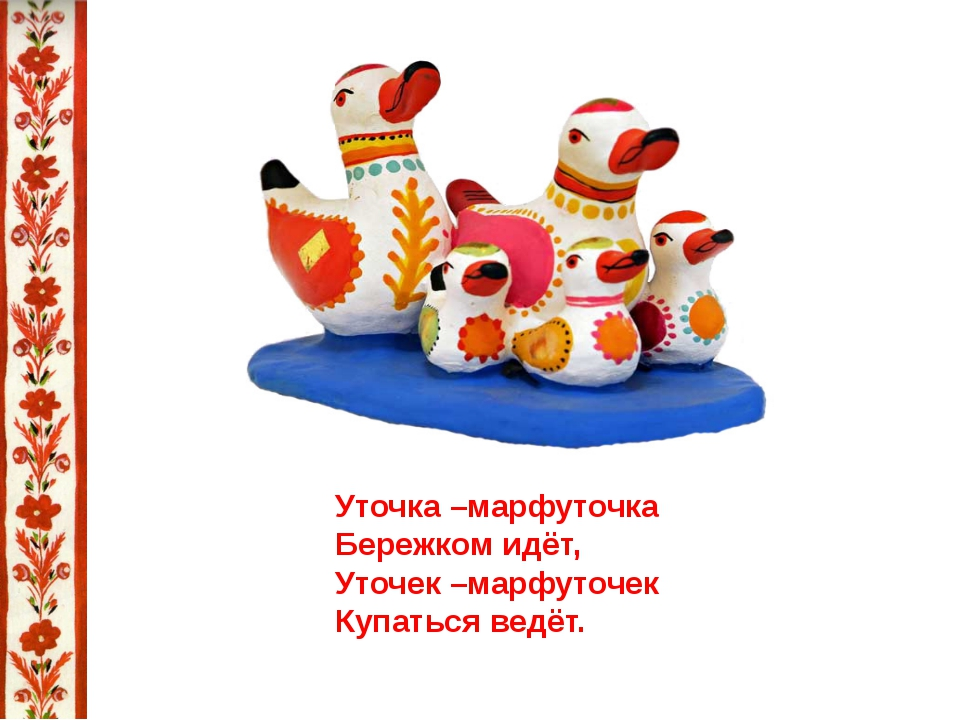 Уточка –марфуточка
Бережком идёт,
Уточек –марфуточек
Купаться ведёт.